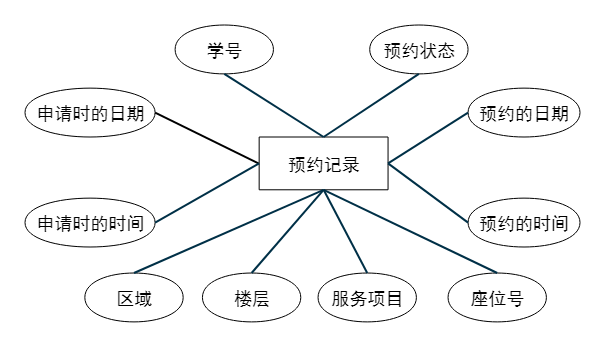 学号
预约状态
申请时的日期
预约的日期
预约记录
申请时的时间
预约的时间
区域
楼层
服务项目
座位号